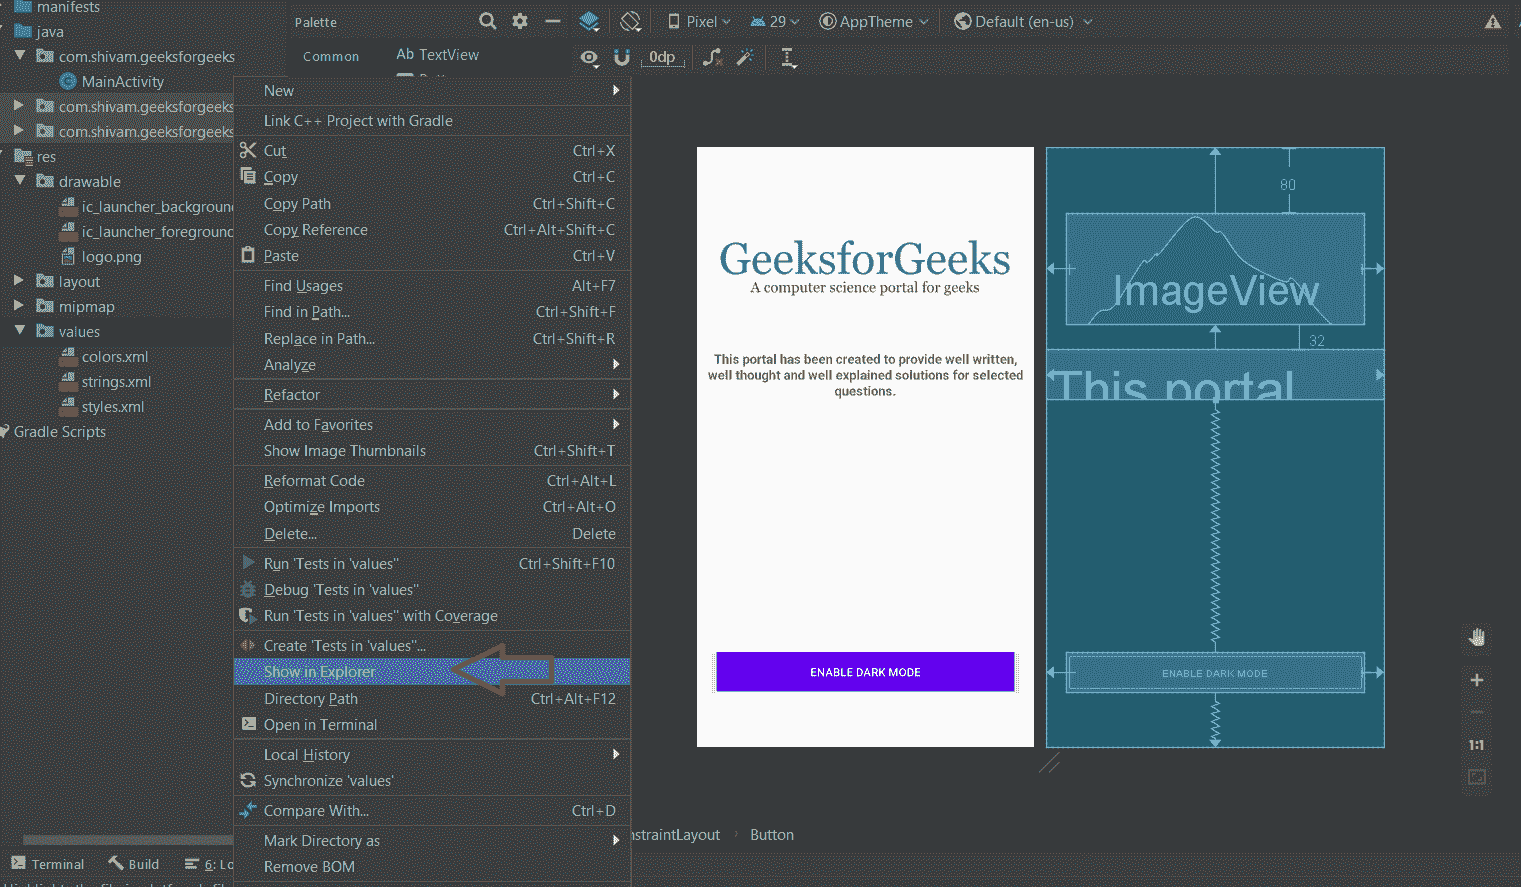 manifests
java
com.shivam.geeksforgeeks
MainActivity
com.shivam.geeksforgeeks
com.shivam.geeksforgeeks
res
drawable
ic_launcher_background
ic_launcher_foreground
logo.png
layout
mipmap
values
colors.xml
strings.xml
styles.xml
Gradle Scripts
Palette
Pixel
29
AppTheme
Default (en-us)
Common
Ab TextView
0dp
New
Link C++ Project with Gradle
Cut Ctrl+X
Copy Ctrl+C
Copy Path Ctrl+Shift+C
Copy Reference Ctrl+Alt+Shift+C
Paste Ctrl+V
Find Usages Alt+F7
Find in Path... Ctrl+Shift+F
Replace in Path... Ctrl+Shift+R
Analyze
Refactor
Add to Favorites
Show Image Thumbnails Ctrl+Shift+T
Reformat Code Ctrl+Alt+L
Optimize Imports Ctrl+Alt+O
Delete... Delete
Run 'Tests in 'values'' Ctrl+Shift+F10
Debug 'Tests in 'values''
Run 'Tests in 'values'' with Coverage
Create 'Tests in 'values''...
Show in Explorer
Directory Path Ctrl+Alt+F12
Open in Terminal
Local History
Synchronize 'values'
Compare With... Ctrl+D
Mark Directory as
Remove BOM
GeeksforGeeks
A computer science portal for geeks
This portal has been created to provide well written,
well thought and well explained solutions for selected
questions.
ENABLE DARK MODE
80
ImageView
32
This portal
ENABLE DARK MODE
1:1
nstraintLayout › Button
Terminal
Build
6: Lo